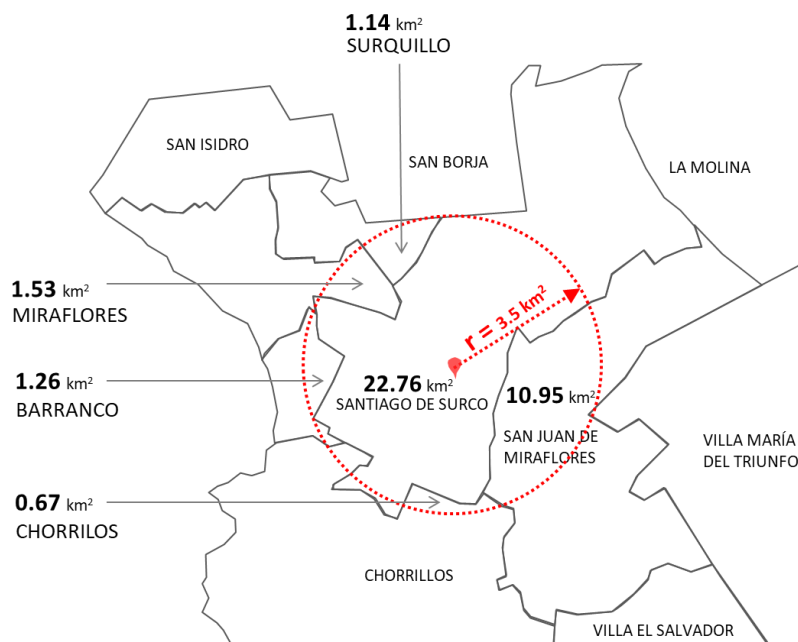 1.14 km²
SURQUILLO
SAN ISIDRO
SAN BORJA
LA MOLINA
1.53 km²
MIRAFLORES
r = 3.5 km²
1.26 km²
BARRANCO
22.76 km²
SANTIAGO DE SURCO
10.95 km²
SAN JUAN DE
MIRAFLORES
VILLA MARÍA
DEL TRIUNFO
0.67 km²
CHORRILOS
CHORRILLOS
VILLA EL SALVADOR